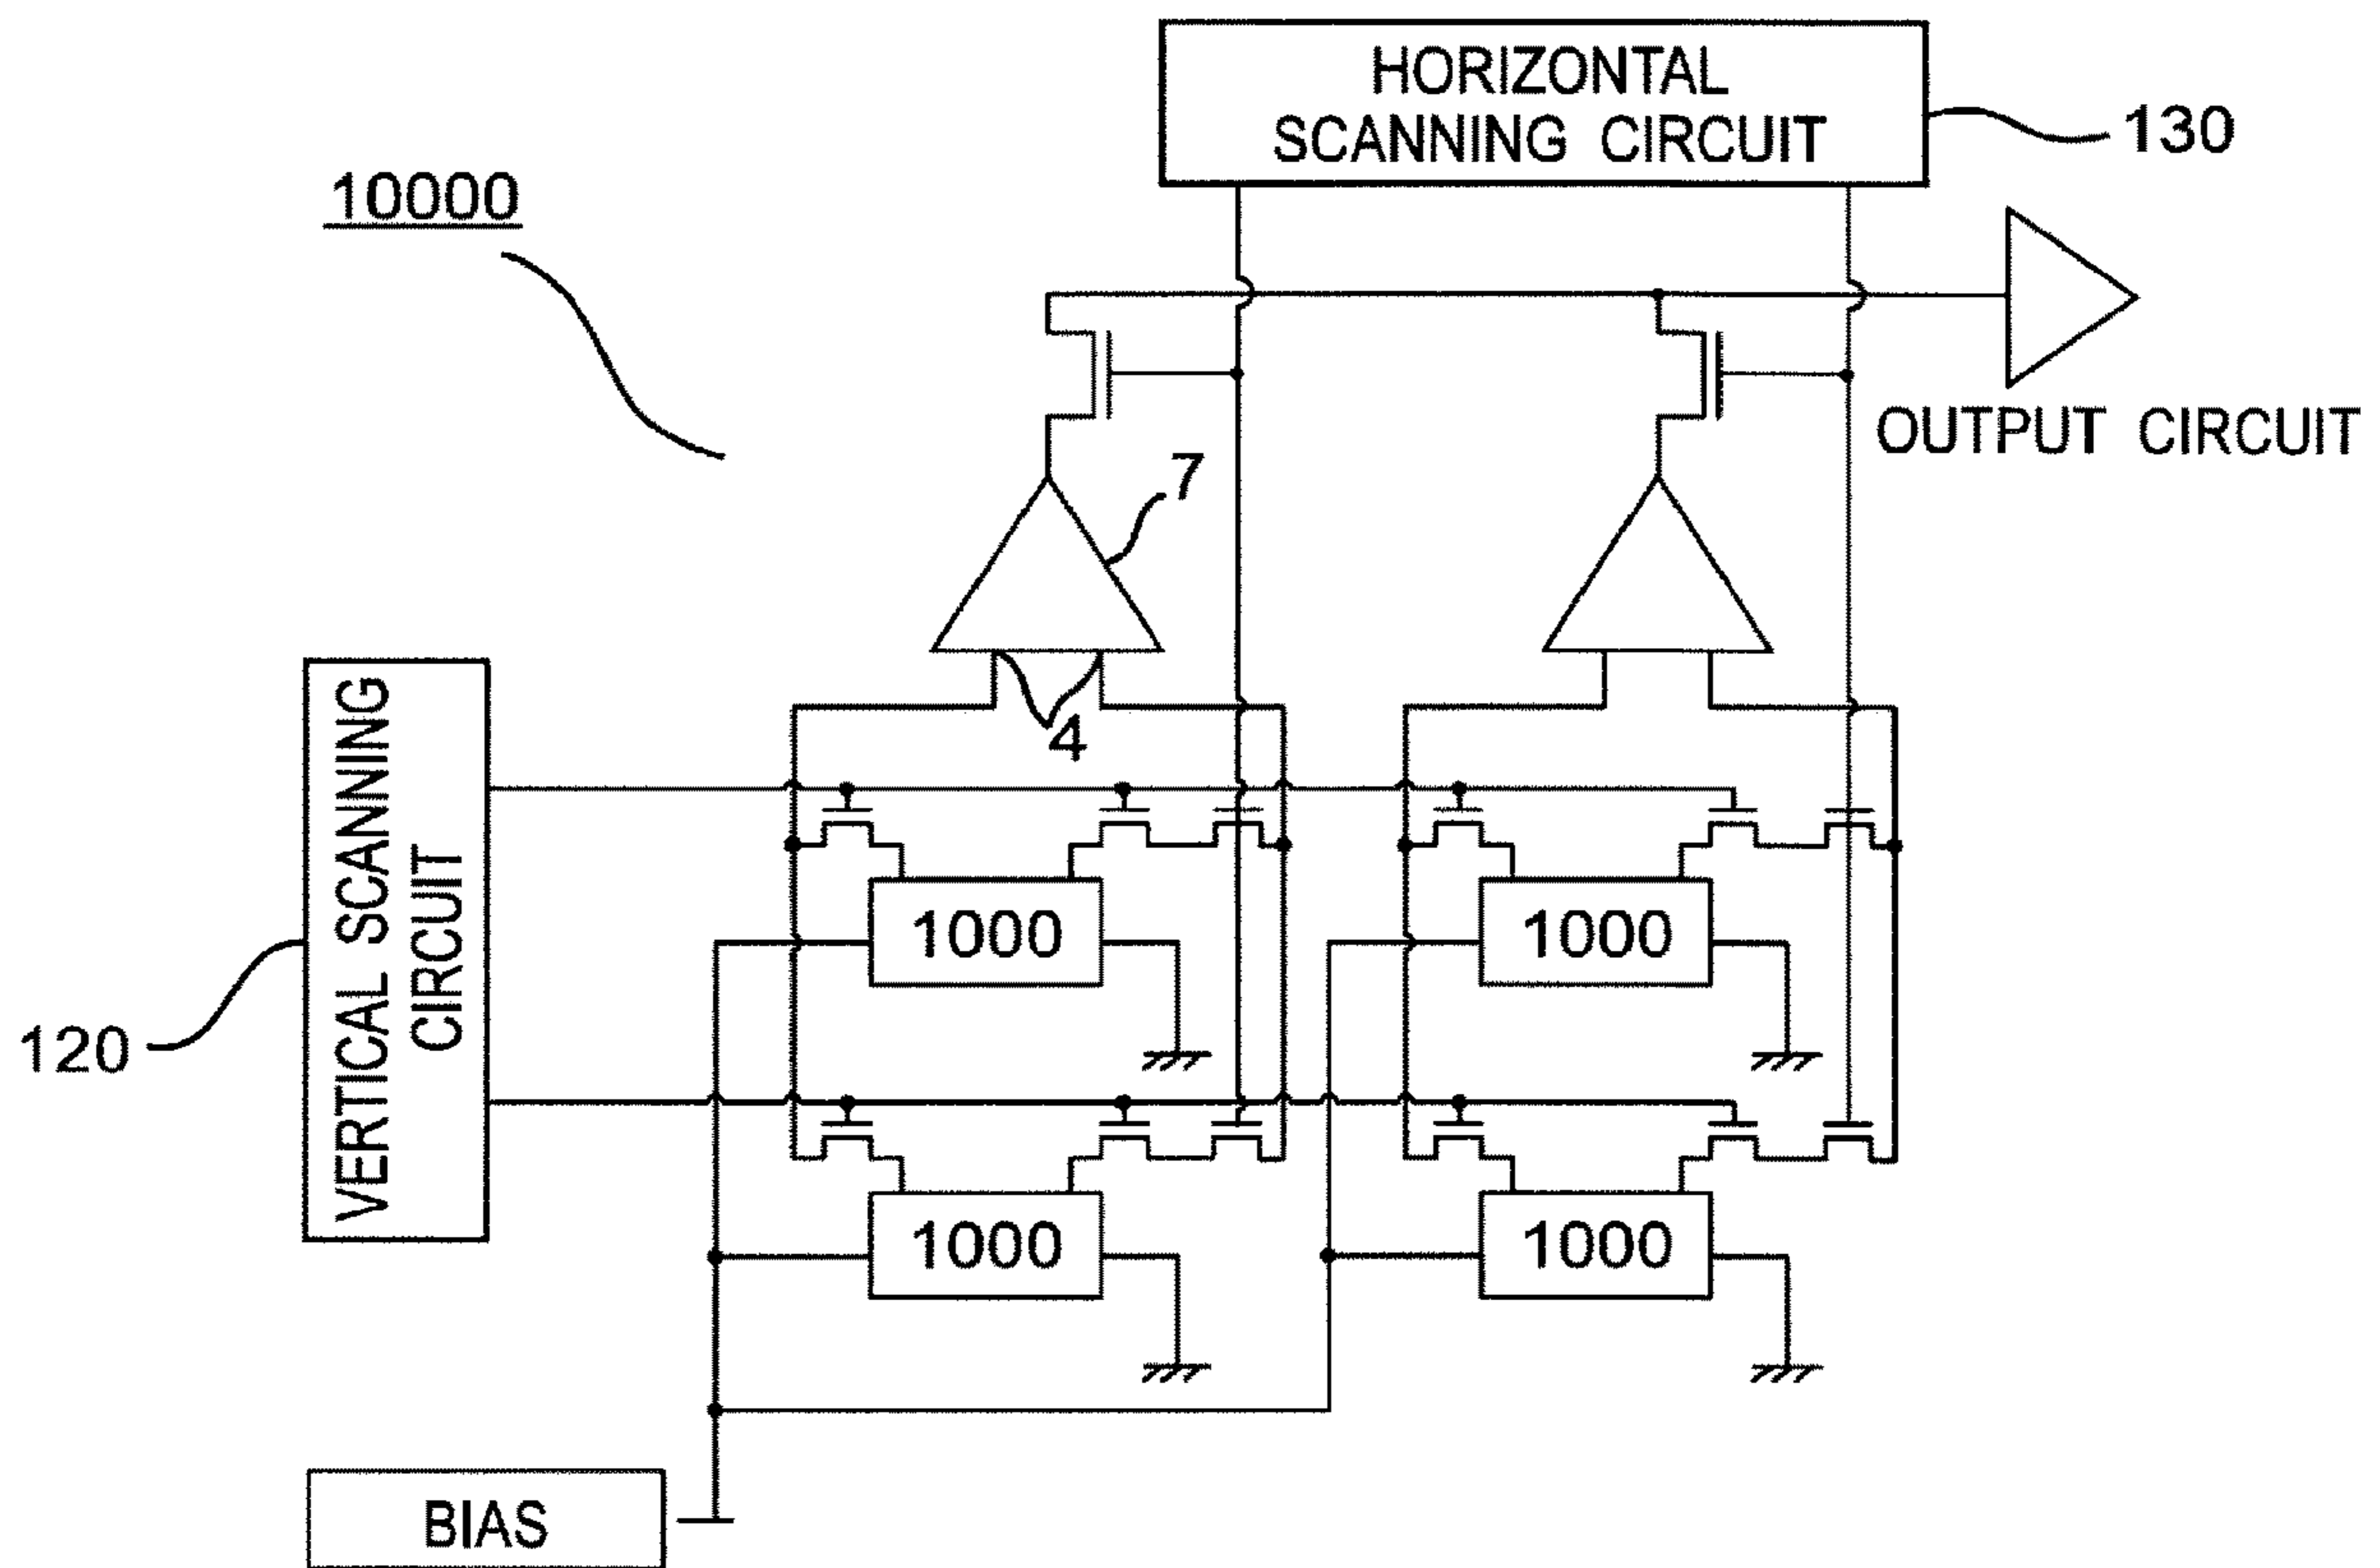 HORIZONTAL
SCANNING CIRCUIT
130
10000
OUTPUT CIRCUIT
7
4
VERTICAL SCANNING
CIRCUIT
120
1000
1000
1000
1000
BIAS